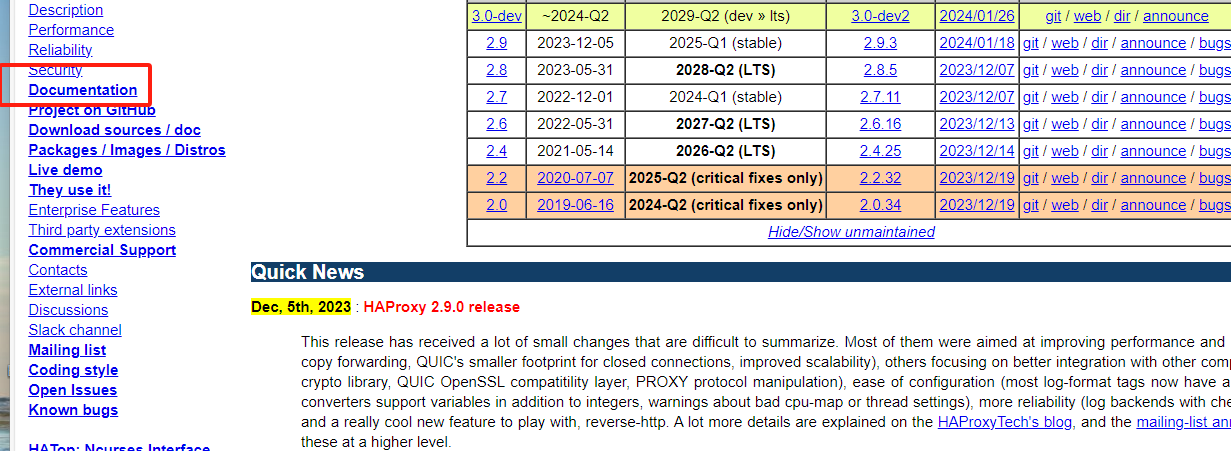 Description
Performance
Reliability
Security
Documentation
Project on GitHub
Download sources / doc
Packages / Images / Distros
Live demo
They use it!
Enterprise Features
Third party extensions
Commercial Support
Contacts
External links
Discussions
Slack channel
Mailing list
Coding style
Open Issues
Known bugs
HATop: Ncurses Interface
3.0-dev ~2024-Q2 2029-Q2 (dev » lts) 3.0-dev2 2024/01/26 git / web / dir / announce
2.9 2023-12-05 2025-Q1 (stable) 2.9.3 2024/01/18 git / web / dir / announce / bugs
2.8 2023-05-31 2028-Q2 (LTS) 2.8.5 2023/12/07 git / web / dir / announce / bugs
2.7 2022-12-01 2024-Q1 (stable) 2.7.11 2023/12/07 git / web / dir / announce / bugs
2.6 2022-05-31 2027-Q2 (LTS) 2.6.16 2023/12/13 git / web / dir / announce / bugs
2.4 2021-05-14 2026-Q2 (LTS) 2.4.25 2023/12/14 git / web / dir / announce / bugs
2.2 2020-07-07 2025-Q2 (critical fixes only) 2.2.32 2023/12/19 git / web / dir / announce / bugs
2.0 2019-06-16 2024-Q2 (critical fixes only) 2.0.34 2023/12/19 git / web / dir / announce / bugs
Hide/Show unmaintained
Quick News
Dec, 5th, 2023 : HAProxy 2.9.0 release
This release has received a lot of small changes that are difficult to summarize. Most of them were aimed at improving performance and
copy forwarding, QUIC's smaller footprint for closed connections, improved scalability), others focusing on better integration with other
crypto library, QUIC OpenSSL compatitility layer, PROXY protocol manipulation), ease of configuration (most log-format tags now have a
converters support variables in addition to integers, warnings about bad cpu-map or thread settings), more reliability (log backends with
and a really cool new feature to play with, reverse-http. A lot more details are explained on the HAProxyTech's blog, and the mailing-list
these at a higher level.